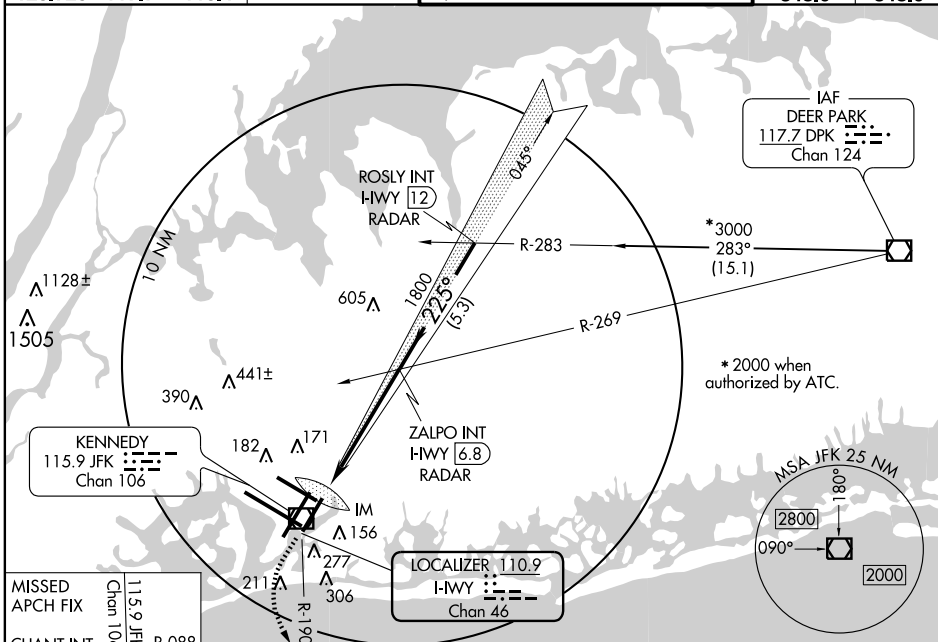 IAF
DEER PARK
117.7 DPK
Chan 124
ROSLY INT
I-IWY 12
RADAR
045°
*3000
283°
(15.1)
R-283
10 NM
1128±
1505
605
1800
225°
(5.3)
R-269
* 2000 when
authorized by ATC.
441±
390
KENNEDY
115.9 JFK
Chan 106
182
171
ZALPO INT
I-IWY 6.8
RADAR
IM
156
277
211
306
R-190
LOCALIZER 110.9
I-IWY
Chan 46
MSA JFK 25 NM
180°
2800
090°
2000
MISSED
APCH FIX
115.9 JFK
R-088